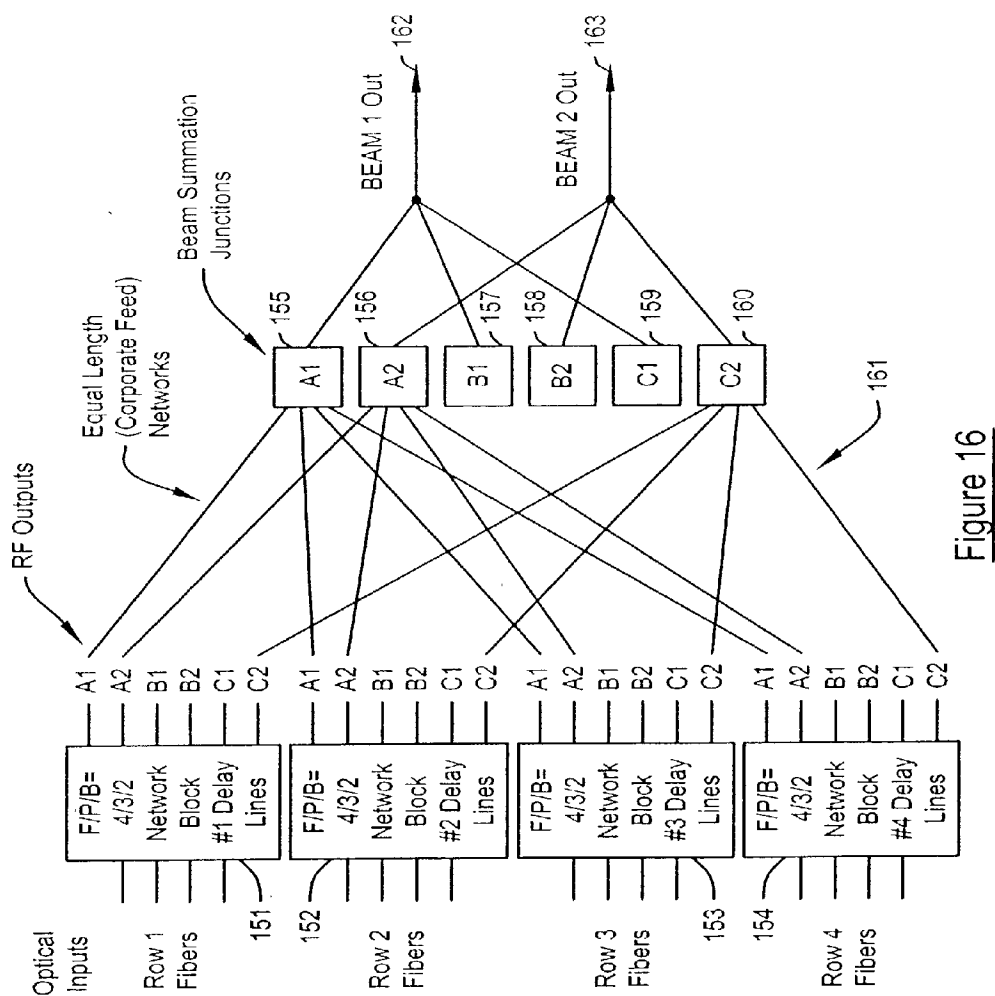 Optical
Inputs
RF Outputs
Equal Length
(Corporate Feed)
Networks
Beam Summation
Junctions
Row 1
Fibers
151
F/P/B=
4/3/2
Network
Block
#1 Delay
Lines
A1
A2
B1
B2
C1
C2
152
Row 2
Fibers
F/P/B=
4/3/2
Network
Block
#2 Delay
Lines
A1
A2
B1
B2
C1
C2
Row 3
Fibers
153
F/P/B=
4/3/2
Network
Block
#3 Delay
Lines
A1
A2
B1
B2
C1
C2
154
Row 4
Fibers
F/P/B=
4/3/2
Network
Block
#4 Delay
Lines
A1
A2
B1
B2
C1
C2
A1
155
A2
156
B1
157
B2
158
C1
159
C2
160
161
BEAM 1 Out
162
BEAM 2 Out
163
Figure 16